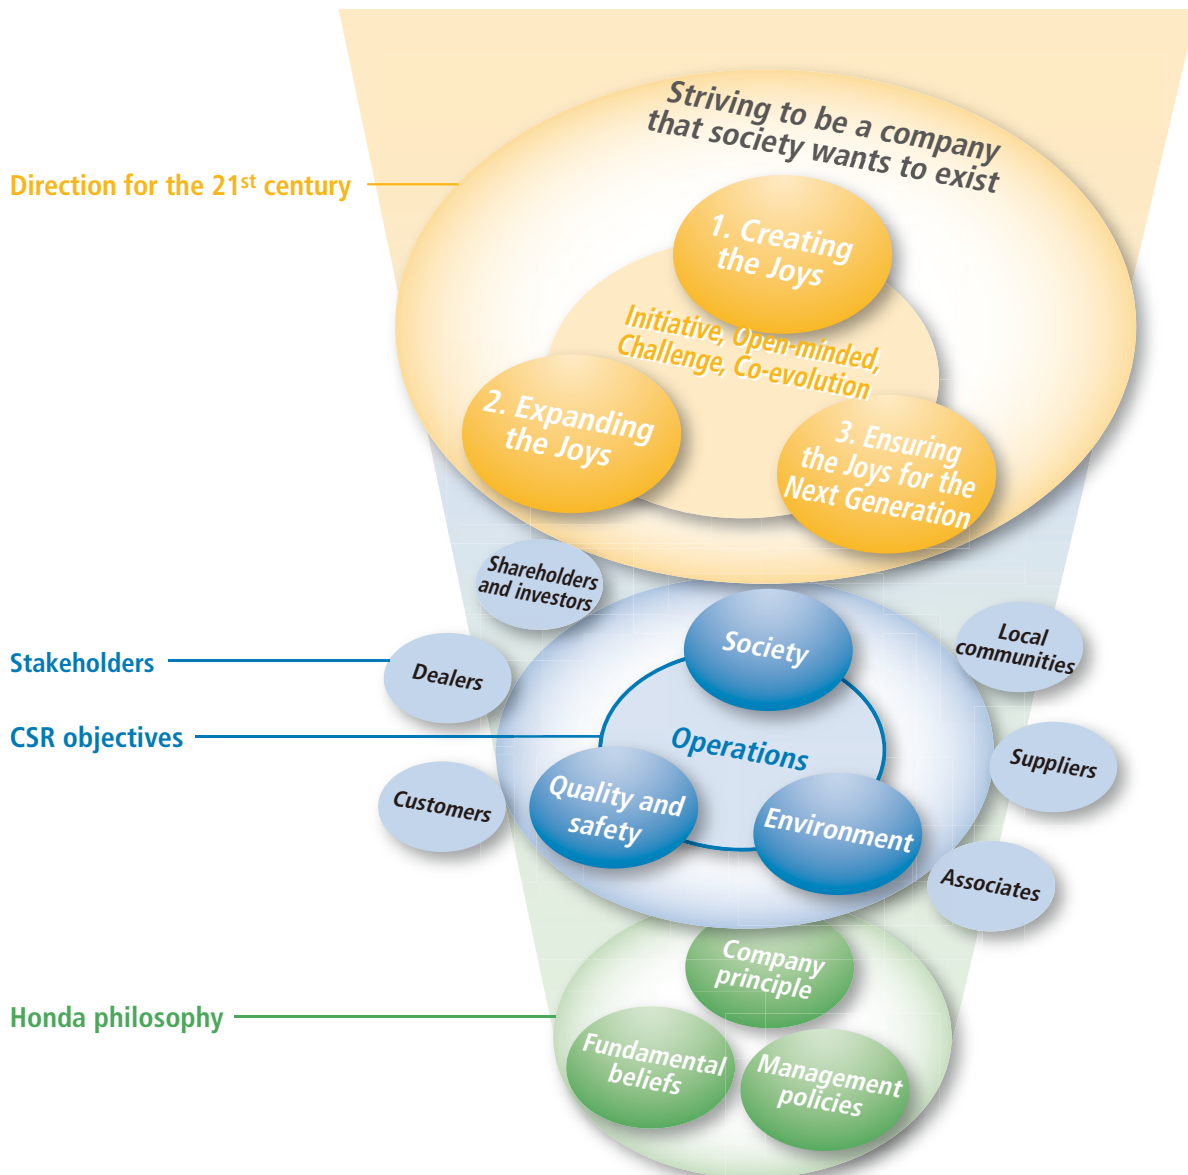 Striving to be a company
that society wants to exist
Direction for the 21st century
1. Creating
the Joys
Initiative, Open-minded,
Challenge, Co-evolution
2. Expanding
the Joys
3. Ensuring
the Joys for the
Next Generation
Shareholders
and investors
Society
Local
communities
Stakeholders
Dealers
CSR objectives
Operations
Suppliers
Customers
Quality and
safety
Environment
Associates
Company
principle
Honda philosophy
Fundamental
beliefs
Management
policies